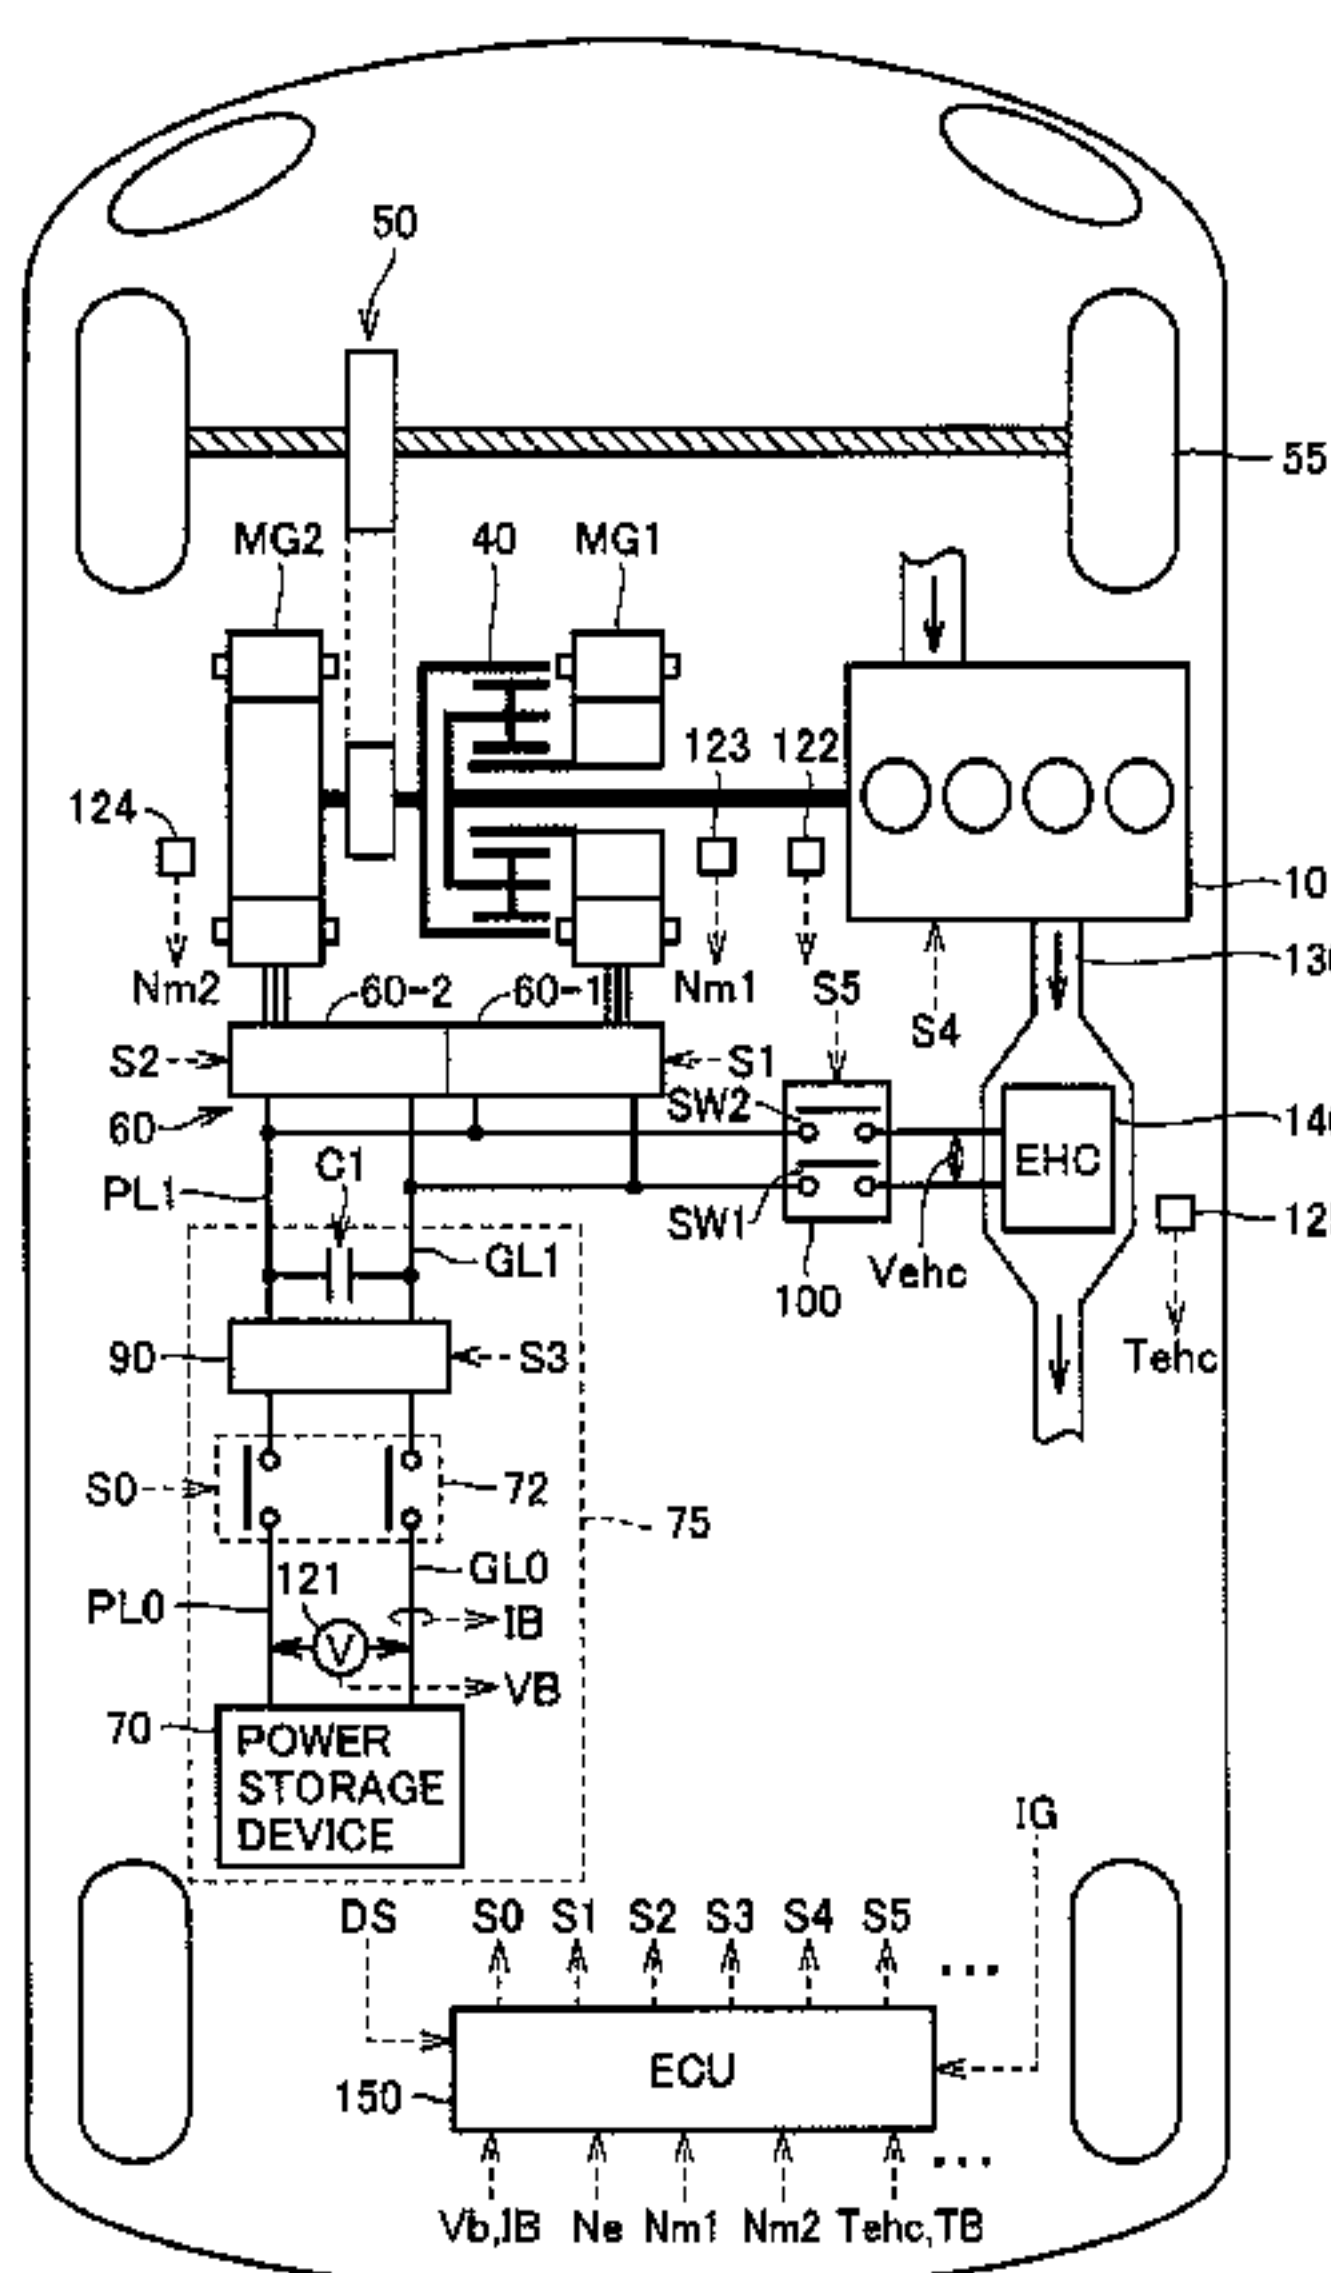 50
55
MG2
40
MG1
123
122
124
10
Nm2
60-2
60-1
Nm1
S5
S4
S2
S1
SW2
60
C1
EHC
PL1
SW1
GL1
Vehc
100
90
S3
Tehc
S0
72
75
121
GL0
PL0
IB
V
VB
70
POWER
STORAGE
DEVICE
IG
DS
S0 S1 S2 S3 S4 S5
...
ECU
150
...
Vb,IB Ne Nm1 Nm2 Tehc,TB